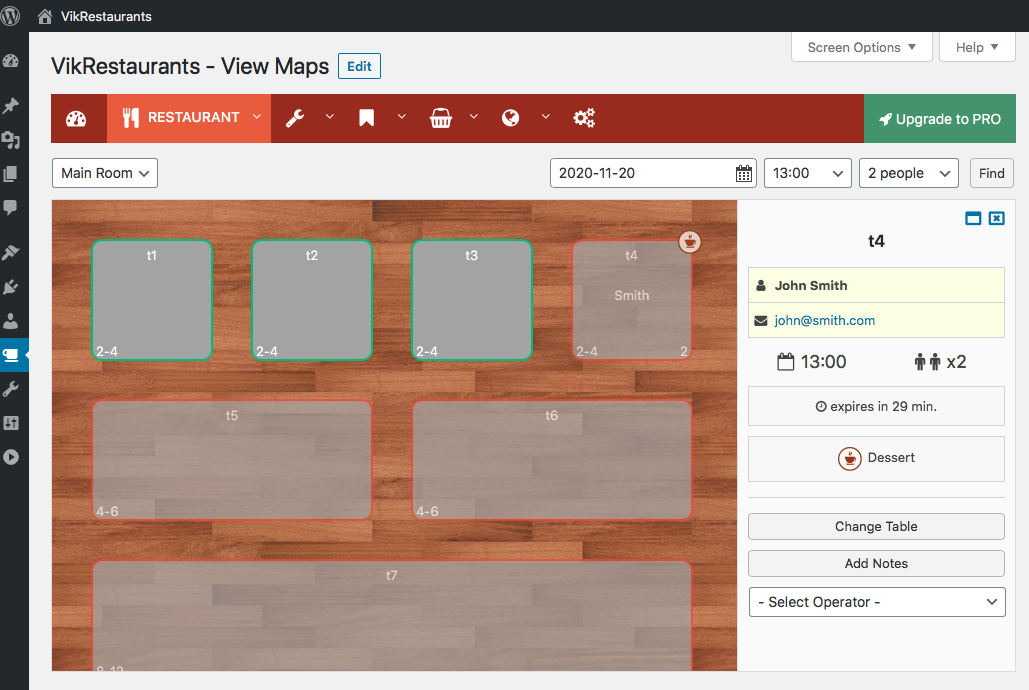 VikRestaurants
Screen Options
Help
VikRestaurants - View Maps
Edit
RESTAURANT
Upgrade to PRO
Main Room
2020-11-20
13:00
2 people
Find
t1
2-4
t2
2-4
t3
2-4
t4
Smith
2-4
2
t5
4-6
t6
4-6
t7
8-12
t4
John Smith
john@smith.com
13:00
x2
expires in 29 min.
Dessert
Change Table
Add Notes
- Select Operator -